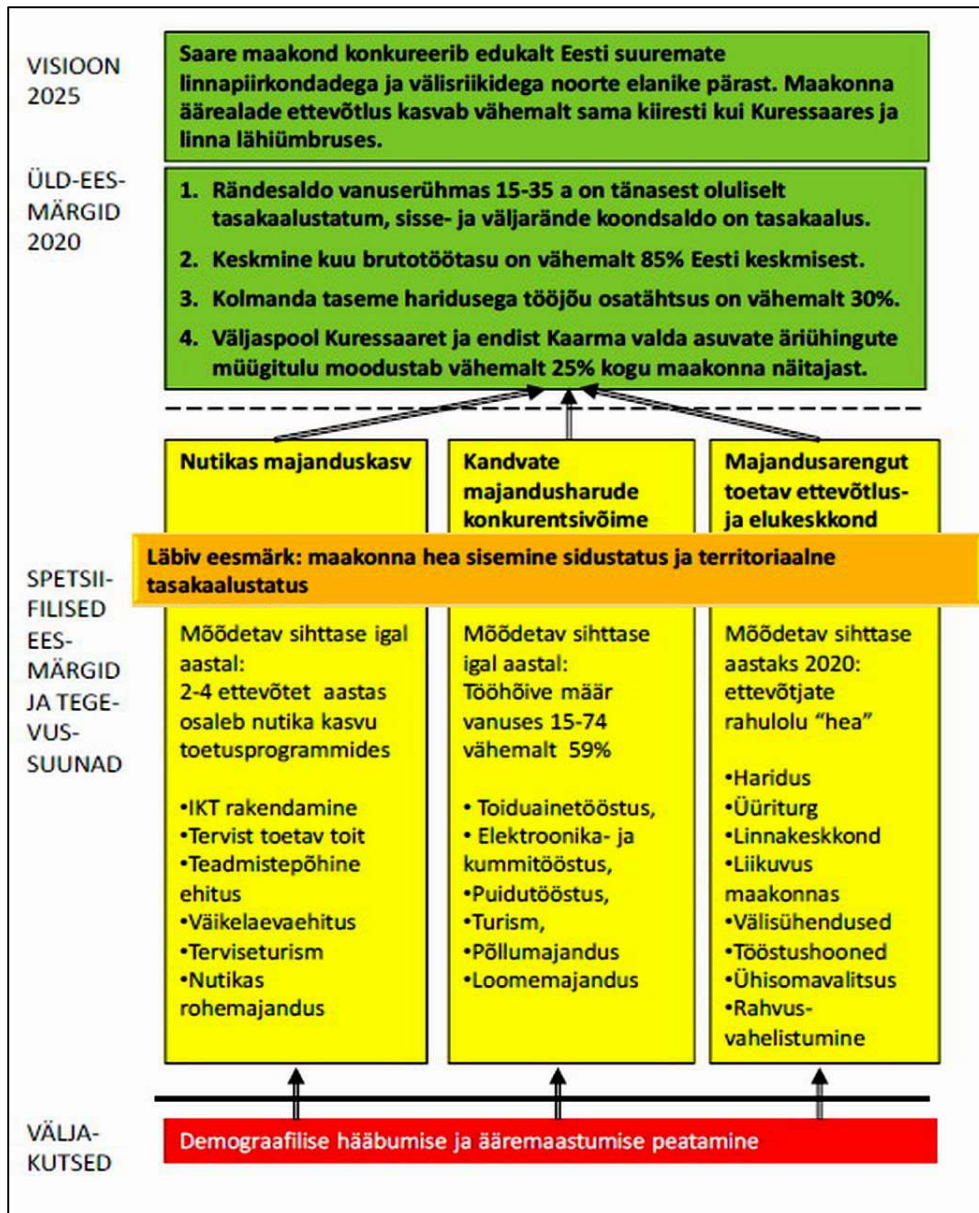 VISIOON
2025
Saare maakond konkureerib edukalt Eesti suuremate
linnapiirkondadega ja välisriikidega noorte elanike pärast. Maakonna
äärealade ettevõtlus kasvab vähemalt sama kiiresti kui Kuressaares ja
linna lähiümbruses.
ÜLD-EES-
MÄRGID
2020
1. Rändesaldo vanuserühmas 15-35 a on tänasest oluliselt
tasakaalustatum, sisse- ja väljarände koondsaldo on tasakaalus.
2. Keskmine kuu brutotöötasu on vähemalt 85% Eesti keskmisest.
3. Kolmanda taseme haridusega tööjõu osatähtsus on vähemalt 30%.
4. Väljaspool Kuressaaret ja endist Kaarma valda asuvate äriühingute
müügitulu moodustab vähemalt 25% kogu maakonna näitajast.
SPETSII-
FILISED
EES-
MÄRGID
JA TEGE-
VUS-
SUUNAD
Nutikas majanduskasv
Kandvate
majandusharude
konkurentsivõime
Majandusarengut
toetav ettevõtlus-
ja elukeskkond
Läbiv eesmärk: maakonna hea sisemine sidustatus ja territoriaalne
tasakaalustatus
Mõõdetav sihttase igal
aastal:
2-4 ettevõtet aastas
osaleb nutika kasvu
toetusprogrammides
•IKT rakendamine
•Tervist toetav toit
•Teadmistepõhine
ehitus
•Väikelaevaehitus
•Terviseturism
•Nutikas
rohemajandus
Mõõdetav sihttase
igal aastal:
Tööhõive määr
vanuses 15-74
vähemalt 59%
• Toiduainetööstus,
• Elektroonika- ja
kummitööstus,
•Puidutööstus,
•Turism,
•Põllumajandus
•Loomemajandus
Mõõdetav sihttase
aastaks 2020:
ettevõtjate
rahulolu “hea”
•Haridus
•Üüriturg
•Linnakeskkond
•Liikuvus
maakonnas
•Välisühendused
•Tööstushooned
•Ühisomavalitsus
•Rahvus-
vahelistumine
VÄLJA-
KUTSED
Demograafilise hääbumise ja ääremaastumise peatamine